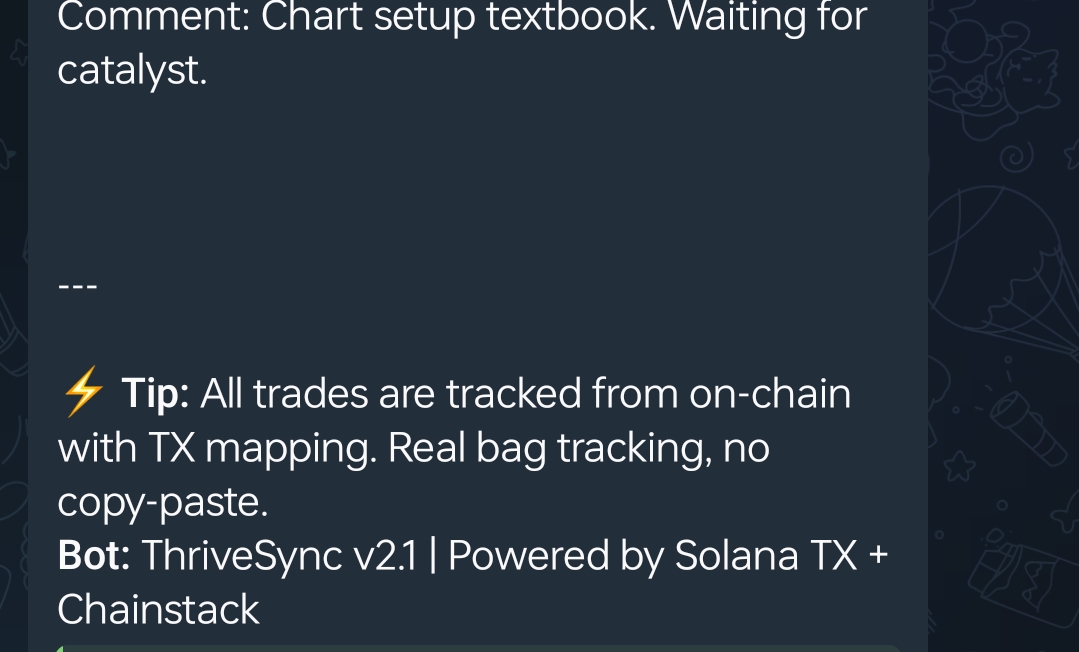 Comment: Chart setup textbook. Waiting for
catalyst.
---
⚡ Tip: All trades are tracked from on-chain
with TX mapping. Real bag tracking, no
copy-paste.
Bot: ThriveSync v2.1 | Powered by Solana TX +
Chainstack